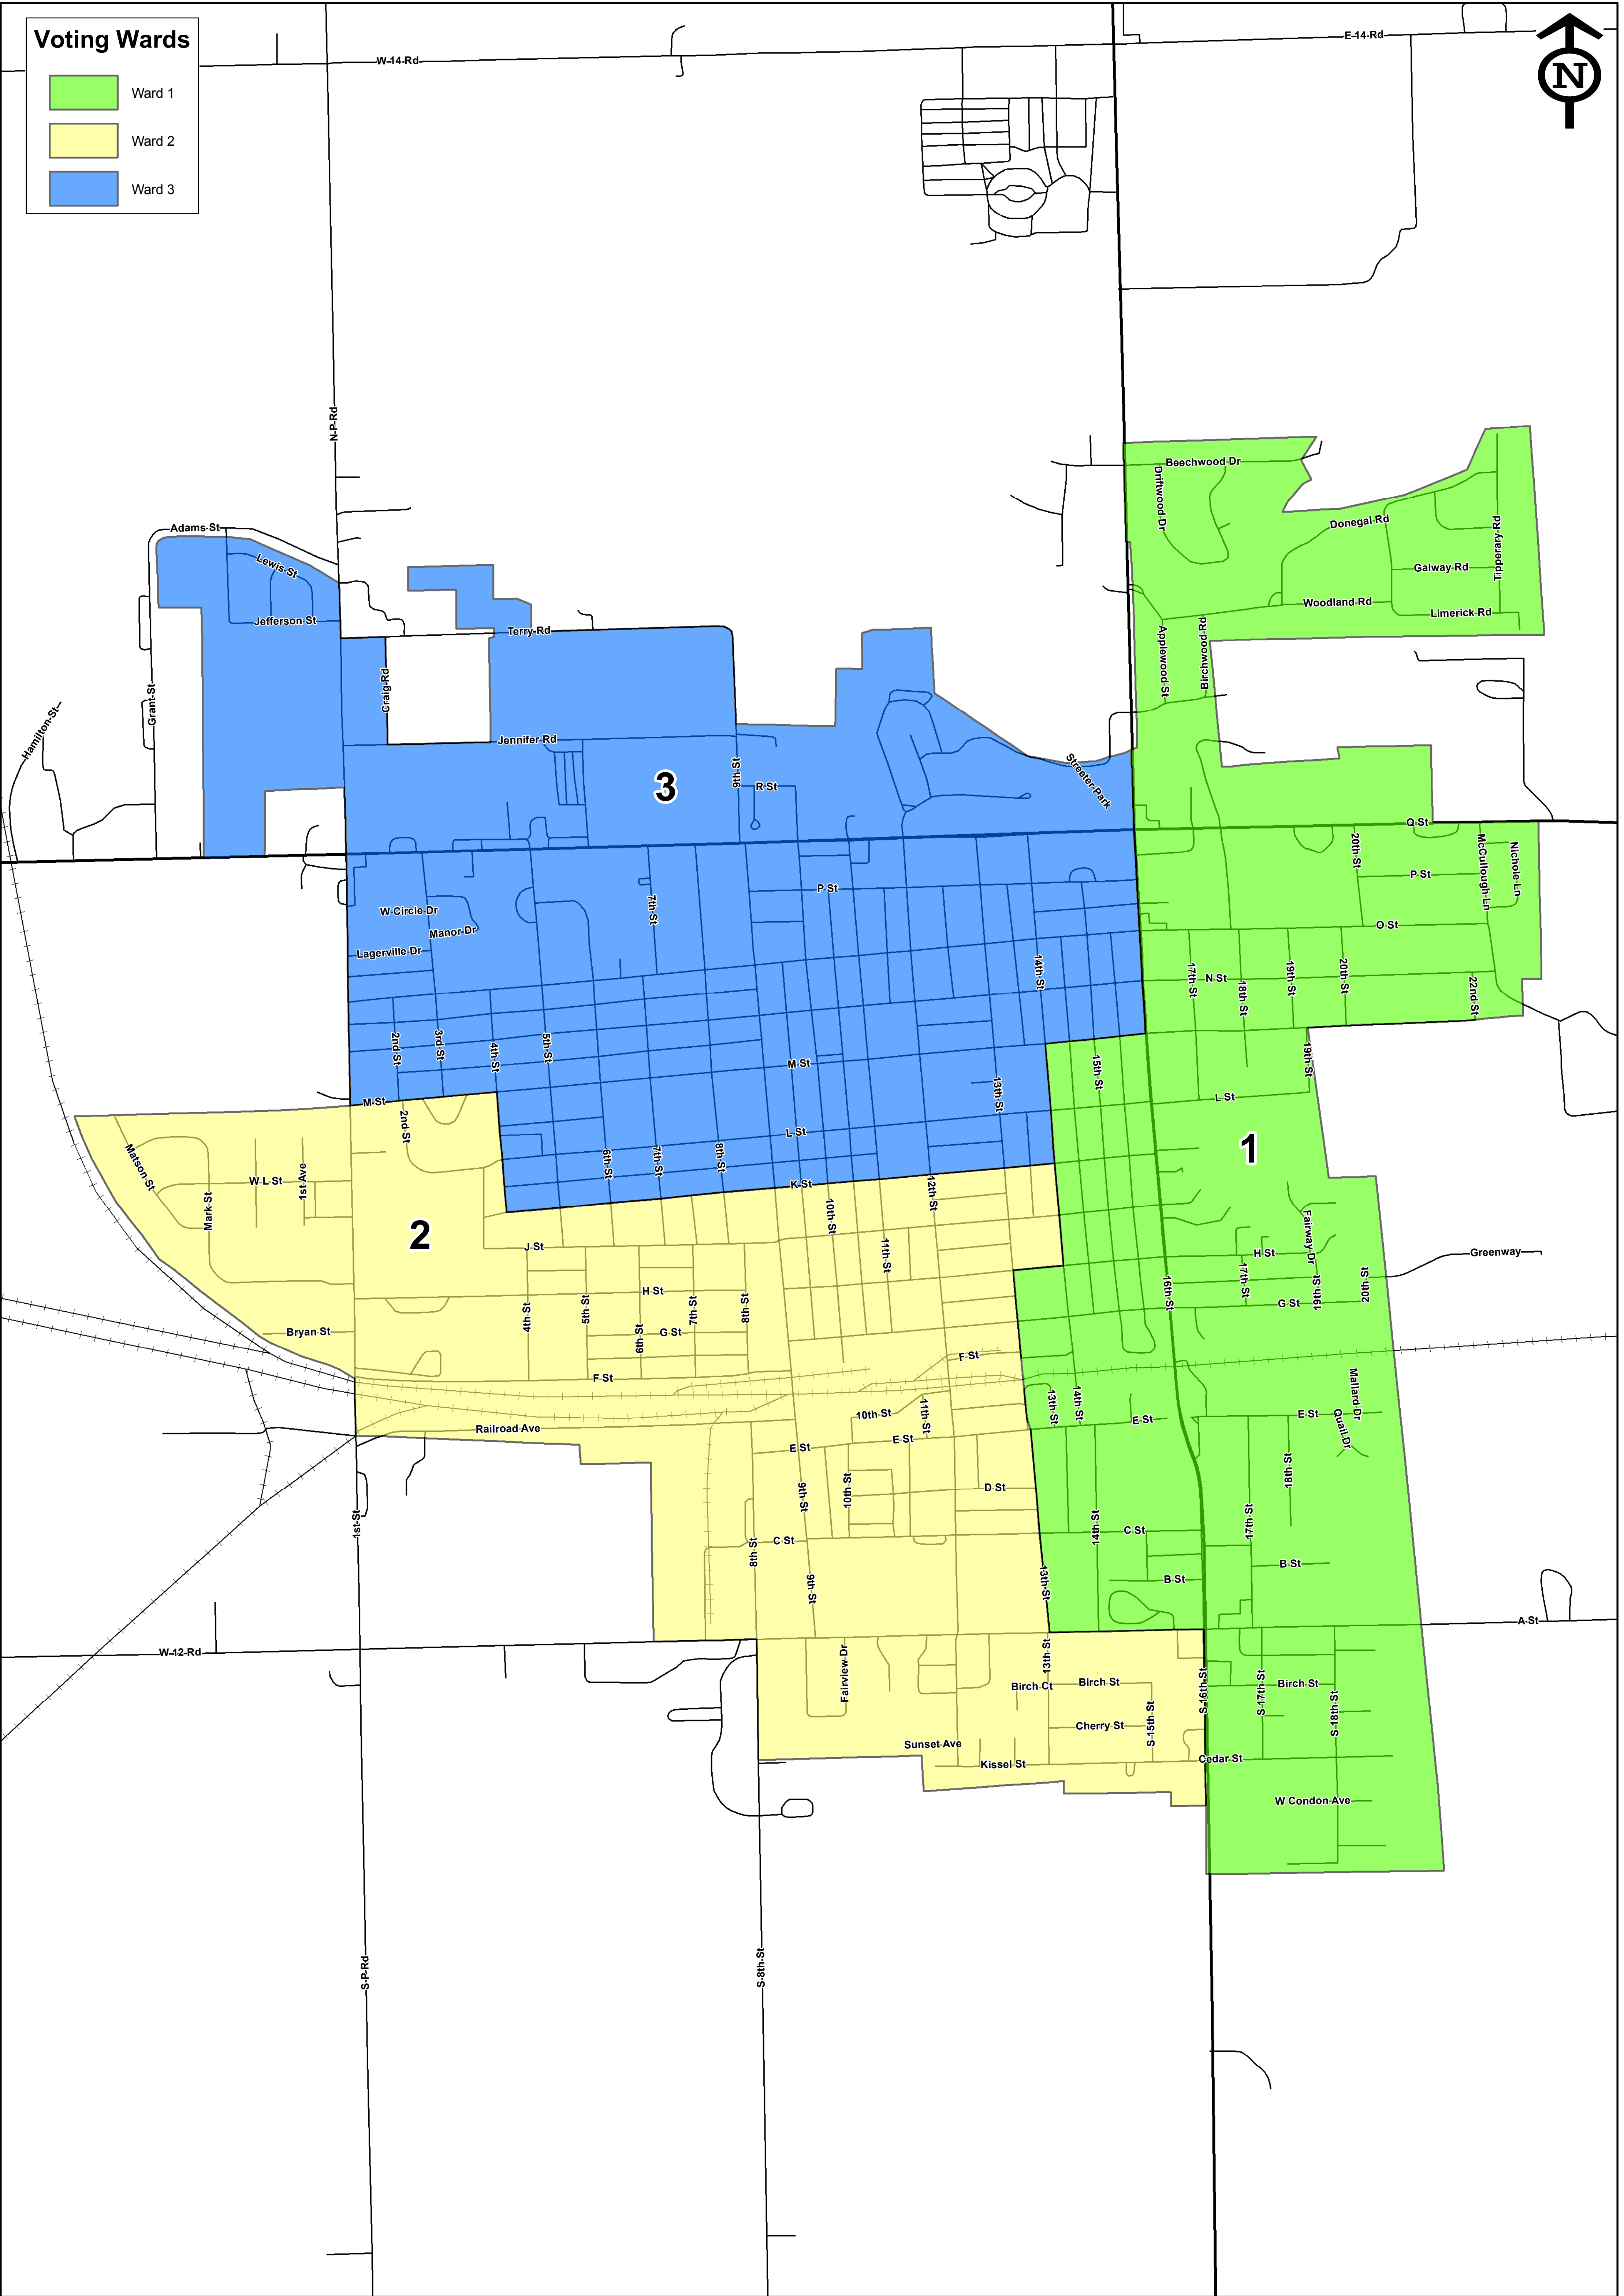 Voting Wards
Ward 1
Ward 2
Ward 3
N
W 14 Rd
E 14 Rd
N P Rd
Beechwood Dr
Driftwood Dr
Donegal Rd
Tipperary Rd
Galway Rd
Woodland Rd
Limerick Rd
Applewood St
Birchwood Rd
Adams St
Lewis St
Jefferson St
Terry Rd
Craig Rd
Grant St
Hamilton St
Jennifer Rd
9th St
R St
3
Streeter Park
Q St
20th St
McCullough Ln
Nichole Ln
P St
P St
7th St
W Circle Dr
Manor Dr
Lagerville Dr
O St
14th St
17th St
N St
18th St
19th St
20th St
22nd St
2nd St
3rd St
4th St
5th St
M St
15th St
19th St
13th St
M St
2nd St
L St
L St
1
6th St
7th St
8th St
Matson St
W L St
1st Ave
Mark St
K St
12th St
10th St
11th St
2
J St
Fairway Dr
H St
Greenway
17th St
16th St
19th St
20th St
G St
H St
4th St
5th St
6th St
7th St
8th St
G St
Bryan St
F St
F St
Mallard Dr
Quail Dr
13th St
14th St
E St
E St
10th St
11th St
Railroad Ave
E St
E St
18th St
17th St
9th St
10th St
D St
1st St
8th St
C St
14th St
C St
B St
B St
9th St
13th St
A St
W 12 Rd
13th St
Fairview Dr
Birch Ct
Birch St
S 16th St
S 17th St
Birch St
S 18th St
S 15th St
Cherry St
Sunset Ave
Kissel St
Cedar St
W Condon Ave
S P Rd
S 8th St